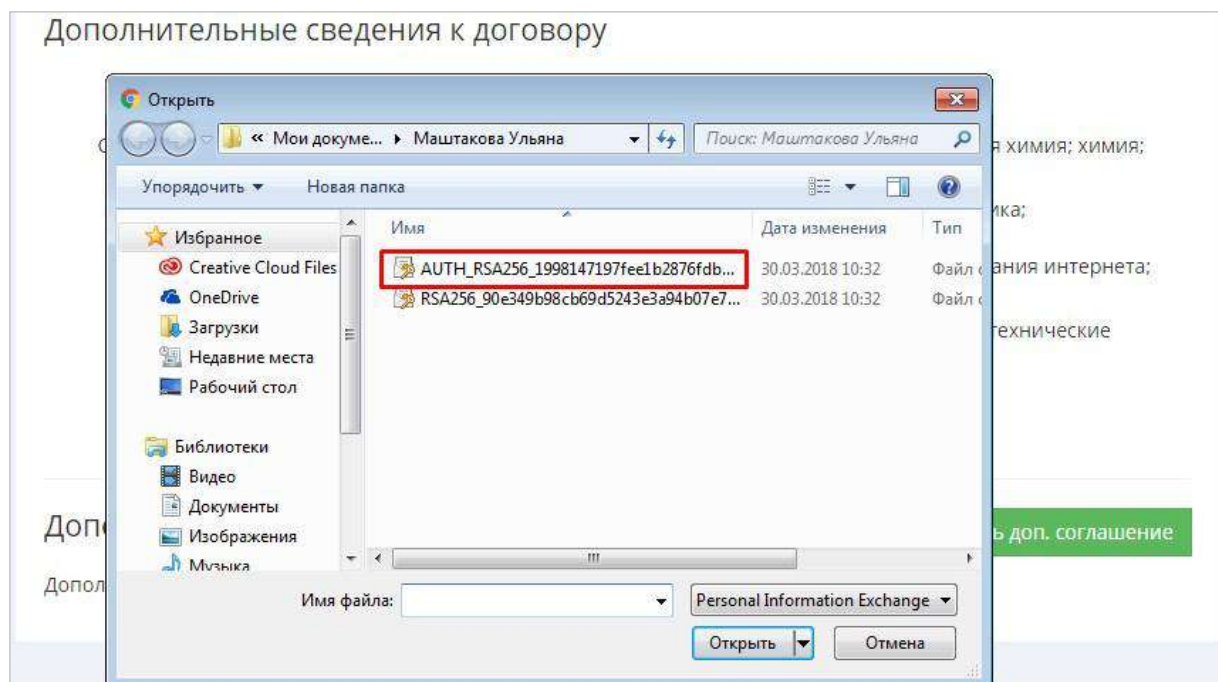 Дополнительные сведения к договору
Открыть
« Мои докуме... ▸ Маштакова Ульяна
Поиск: Маштакова Ульяна
я химия; химия;
Упорядочить ▾ Новая папка
ика;
Избранное
Имя Дата изменения Тип
Creative Cloud Files
AUTH_RSA256_1998147197fee1b2876fdb... 30.03.2018 10:32 Файл
ания интернета;
OneDrive
RSA256_90e349b98cb69d5243e3a94b07e7... 30.03.2018 10:32 Файл
Загрузки
технические
Недавние места
Рабочий стол
Библиотеки
Видео
Документы
Изображения
Музыка
Допо
ь доп. соглашение
Допол
Имя файла:
Personal Information Exchange
Открыть Отмена